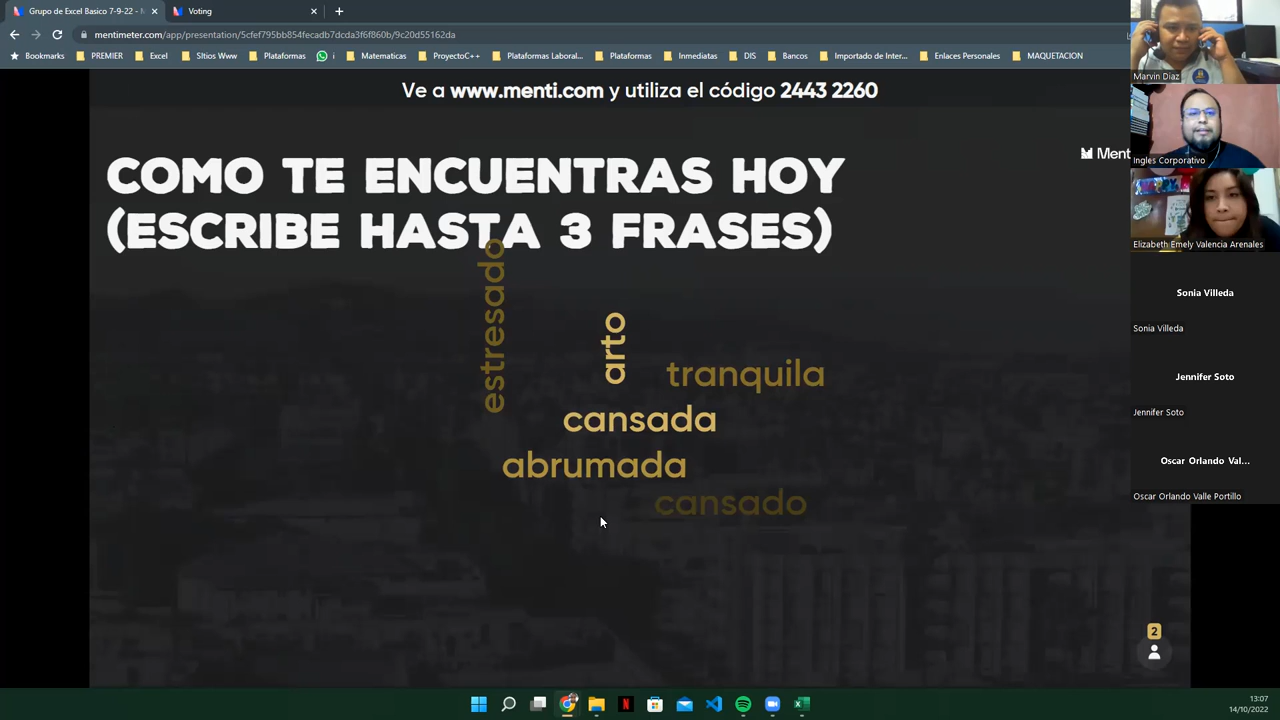 Grupo de Excel Basico 7-9-22 -
Voting
mentimeter.com/app/presentation/5cfef795bb854fecadb7dcda3f6f860b/9c20d55162da
Bookmarks
PREMIER
Excel
Sitios Www
Plataformas
i
Matematicas
ProyectoC++
Plataformas Laboral...
Plataformas
Inmediatas
DIS
Bancos
Importado de Inter...
Enlaces Personales
MAQUETACION
Ve a www.menti.com y utiliza el código 2443 2260
COMO TE ENCUENTRAS HOY
(ESCRIBE HASTA 3 FRASES)
Menti
estresado
arto
tranquila
cansada
abrumada
cansado
2
Marvin Diaz
Ingles Corporativo
Elizabeth Emely Valencia Arenales
Sonia Villeda
Sonia Villeda
Jennifer Soto
Jennifer Soto
Oscar Orlando Val...
Oscar Orlando Valle Portillo
13:07
14/10/2022